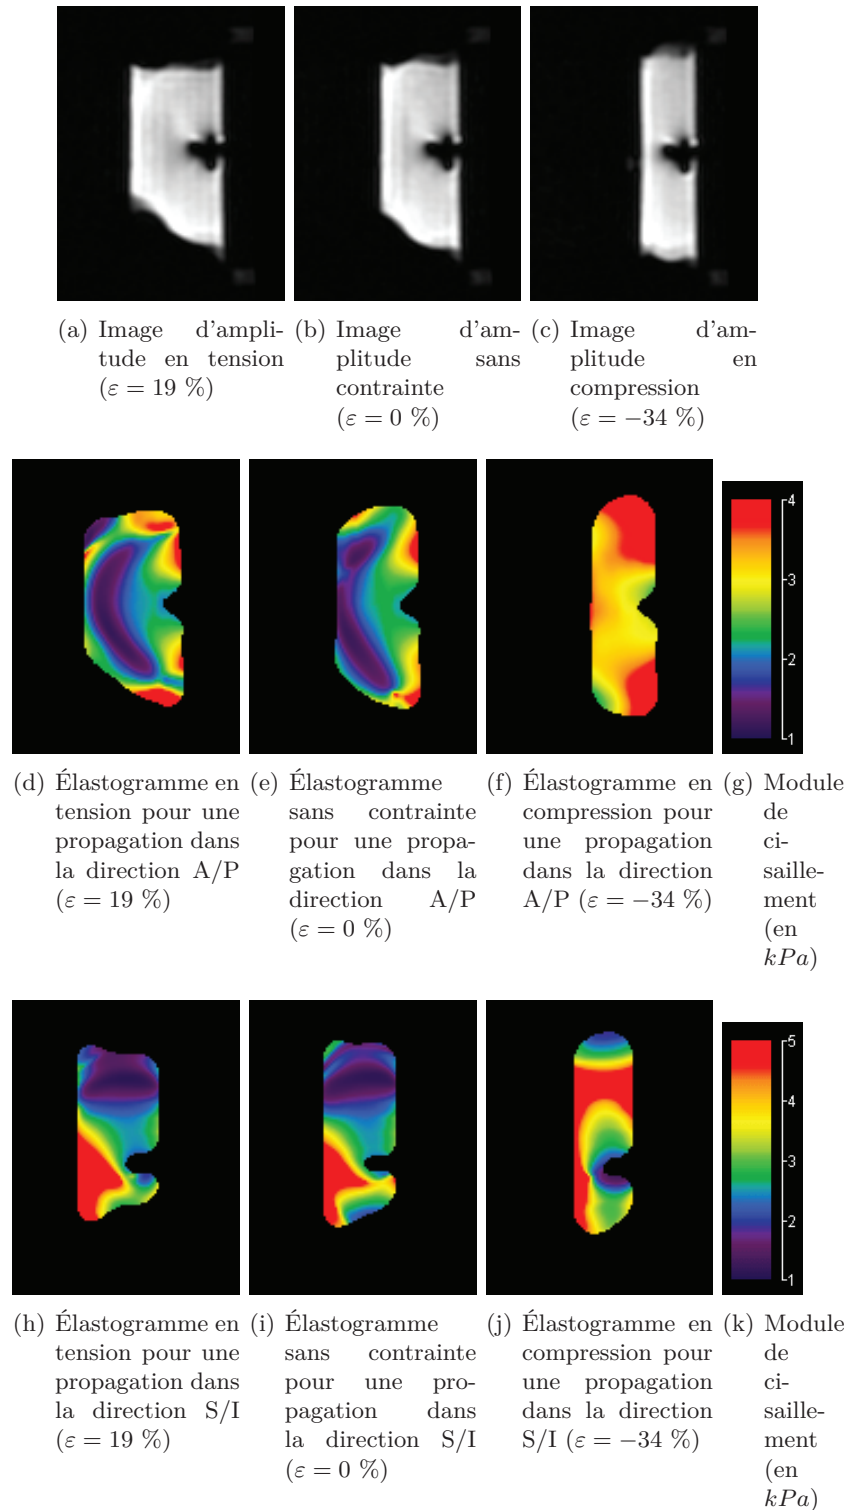 (a) Image d'ampli-
tude en tension
(ε = 19 %)
(b) Image d'am-
plitude sans
contrainte
(ε = 0 %)
(c) Image d'am-
plitude en
compression
(ε = −34 %)
4
3
2
1
(d) Élastogramme en
tension pour une
propagation dans
la direction A/P
(ε = 19 %)
(e) Élastogramme
sans contrainte
pour une propa-
gation dans la
direction A/P
(ε = 0 %)
(f) Élastogramme en
compression pour
une propagation
dans la direction
A/P (ε = −34 %)
(g) Module
de
ci-
saille-
ment
(en
kPa)
5
4
3
2
1
(h) Élastogramme en
tension pour une
propagation dans
la direction S/I
(ε = 19 %)
(i) Élastogramme
sans contrainte
pour une pro-
pagation dans
la direction S/I
(ε = 0 %)
(j) Élastogramme en
compression pour
une propagation
dans la direction
S/I (ε = −34 %)
(k) Module
de
ci-
saille-
ment
(en
kPa)